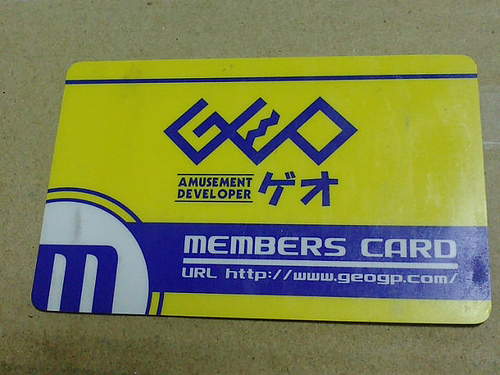 GEO
AMUSEMENT
DEVELOPER
ゲオ
MEMBERS CARD
URL http://www.geogp.com/
m